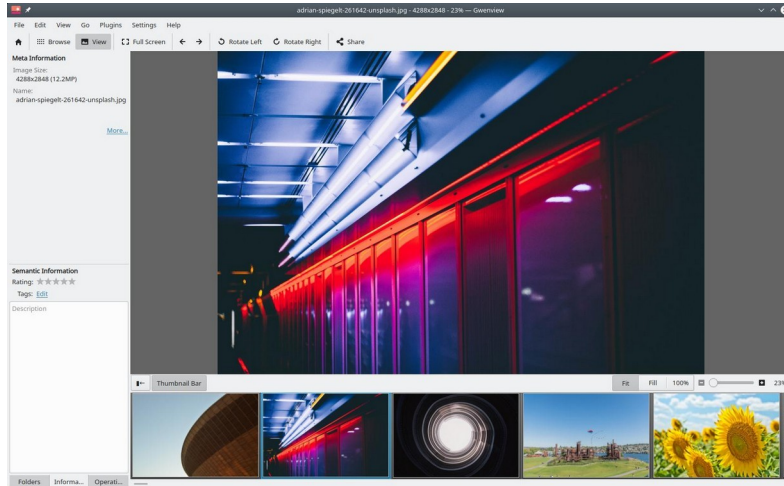 adrian-spiegelt-261642-unsplash.jpg - 4288x2848 - 23% — Gwenview
File Edit View Go Plugins Settings Help
Browse View Full Screen Rotate Left Rotate Right Share
Meta Information
Image Size:
4288x2848 (12.2MP)
Name:
adrian-spiegelt-261642-unsplash.jpg
More...
Semantic Information
Rating:
Tags: Edit
Description
Thumbnail Bar Fit Fill 100% 23%
Folders Informa... Operati...